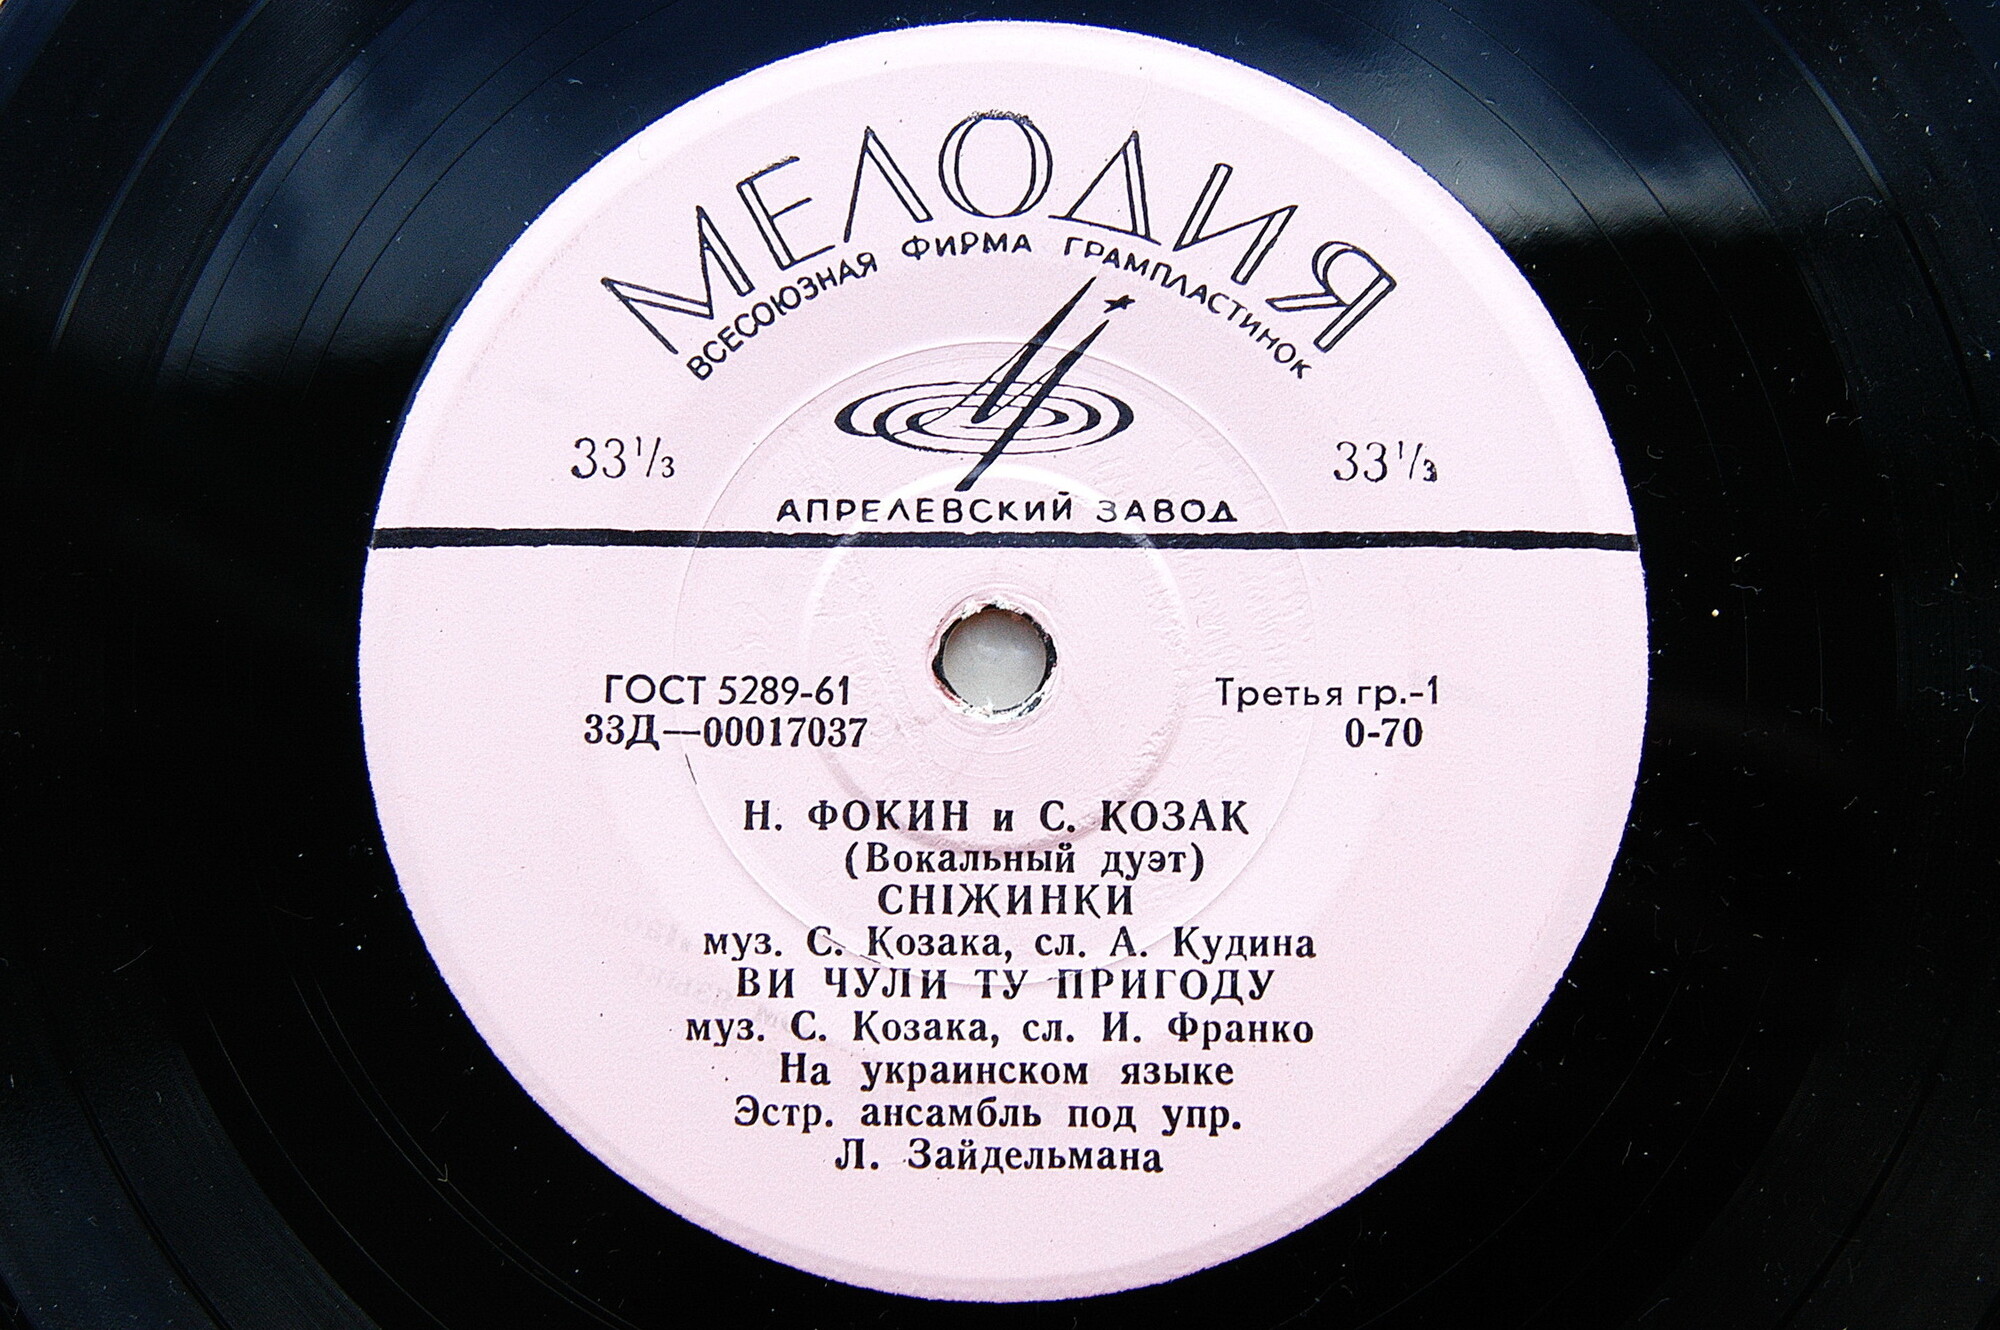 МЕЛОДИЯ
ВСЕСОЮЗНАЯ ФИРМА ГРАМПЛАСТИНОК
33⅓ 33⅓
АПРЕЛЕВСКИЙ ЗАВОД
ГОСТ 5289-61 Третья гр.-1
33Д—00017037 0-70
Н. ФОКИН и С. КОЗАК
(Вокальный дуэт)
СНІЖИНКИ
муз. С. Козака, сл. А. Кудина
ВИ ЧУЛИ ТУ ПРИГОДУ
муз. С. Козака, сл. И. Франко
На украинском языке
Эстр. ансамбль под упр.
Л. Зайдельмана